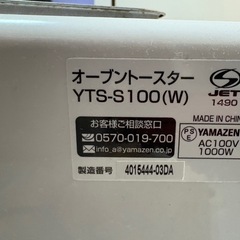 オーブントースター
YTS-S100(W)
JET
1490
お客様ご相談窓口
0570-019-700
info_a@yamazen.co.jp
PS
E
YAMAZEN
MADE IN CHINA
AC100V
1000W
製造番号
4015444-03DA